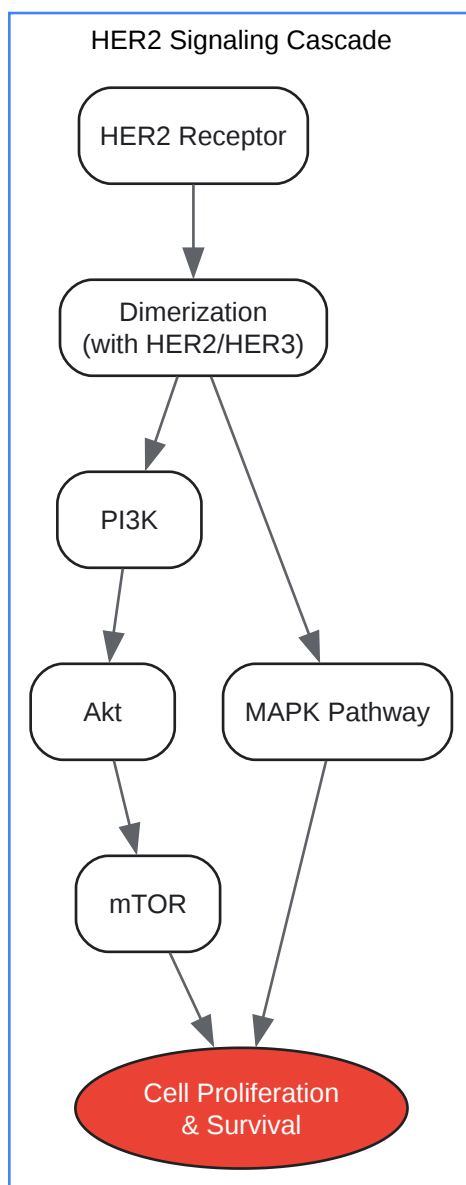 HER2 Signaling Cascade
HER2 Receptor
Dimerization
(with HER2/HER3)
PI3K
Akt
MAPK Pathway
mTOR
Cell Proliferation
& Survival